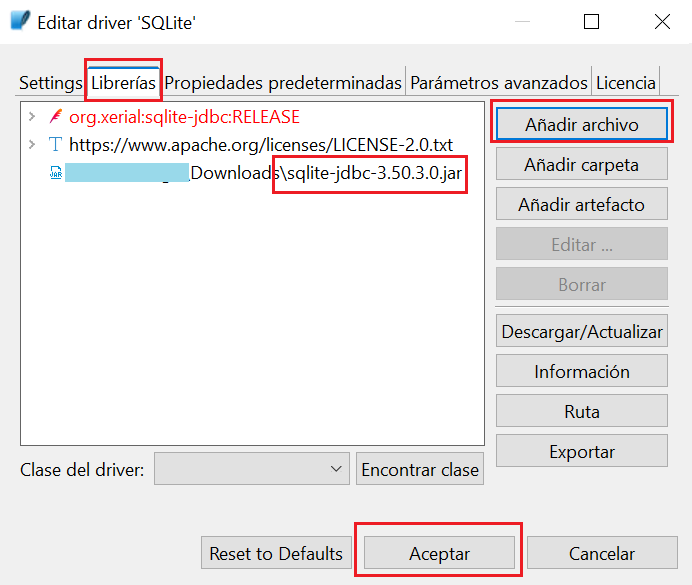 Editar driver 'SQLite'
Settings Librerías Propiedades predeterminadas Parámetros avanzados Licencia
org.xerial:sqlite-jdbc:RELEASE
https://www.apache.org/licenses/LICENSE-2.0.txt
JAR Downloads\sqlite-jdbc-3.50.3.0.jar
Añadir archivo
Añadir carpeta
Añadir artefacto
Editar ...
Borrar
Descargar/Actualizar
Información
Ruta
Exportar
Clase del driver: Encontrar clase
Reset to Defaults Aceptar Cancelar